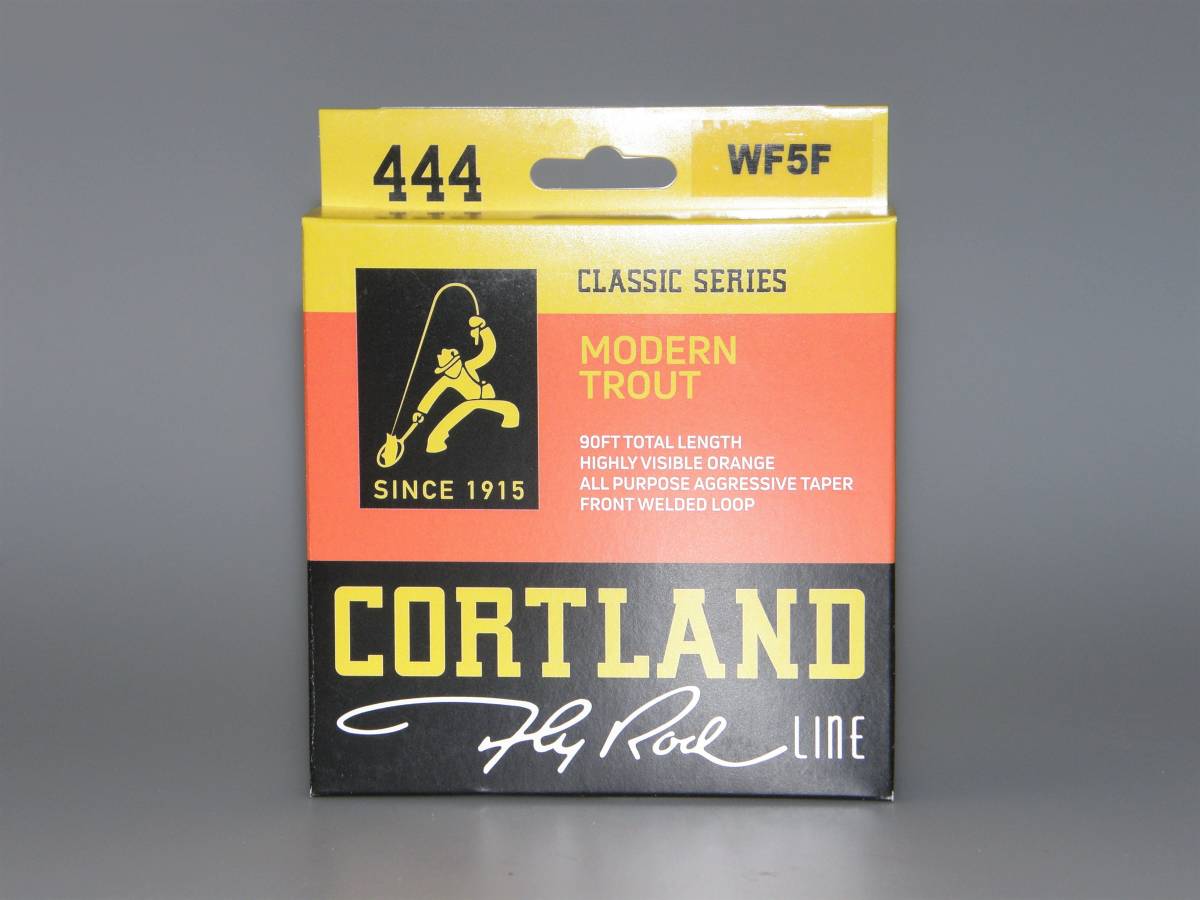 444
WF5F
CLASSIC SERIES
MODERN
TROUT
90FT TOTAL LENGTH
HIGHLY VISIBLE ORANGE
ALL PURPOSE AGGRESSIVE TAPER
FRONT WELDED LOOP
SINCE 1915
CORTLAND
Fly Rod LINE